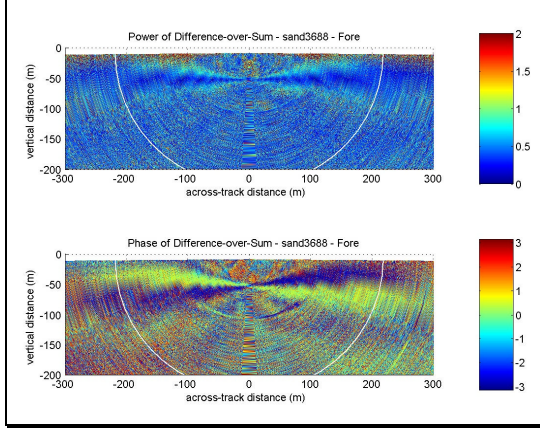 Power of Difference-over-Sum - sand3688 - Fore
0
-50
-100
-150
-200
vertical distance (m)
-300 -200 -100 0 100 200 300
across-track distance (m)
2
1.5
1
0.5
0
Phase of Difference-over-Sum - sand3688 - Fore
0
-50
-100
-150
-200
vertical distance (m)
-300 -200 -100 0 100 200 300
across-track distance (m)
3
2
1
0
-1
-2
-3